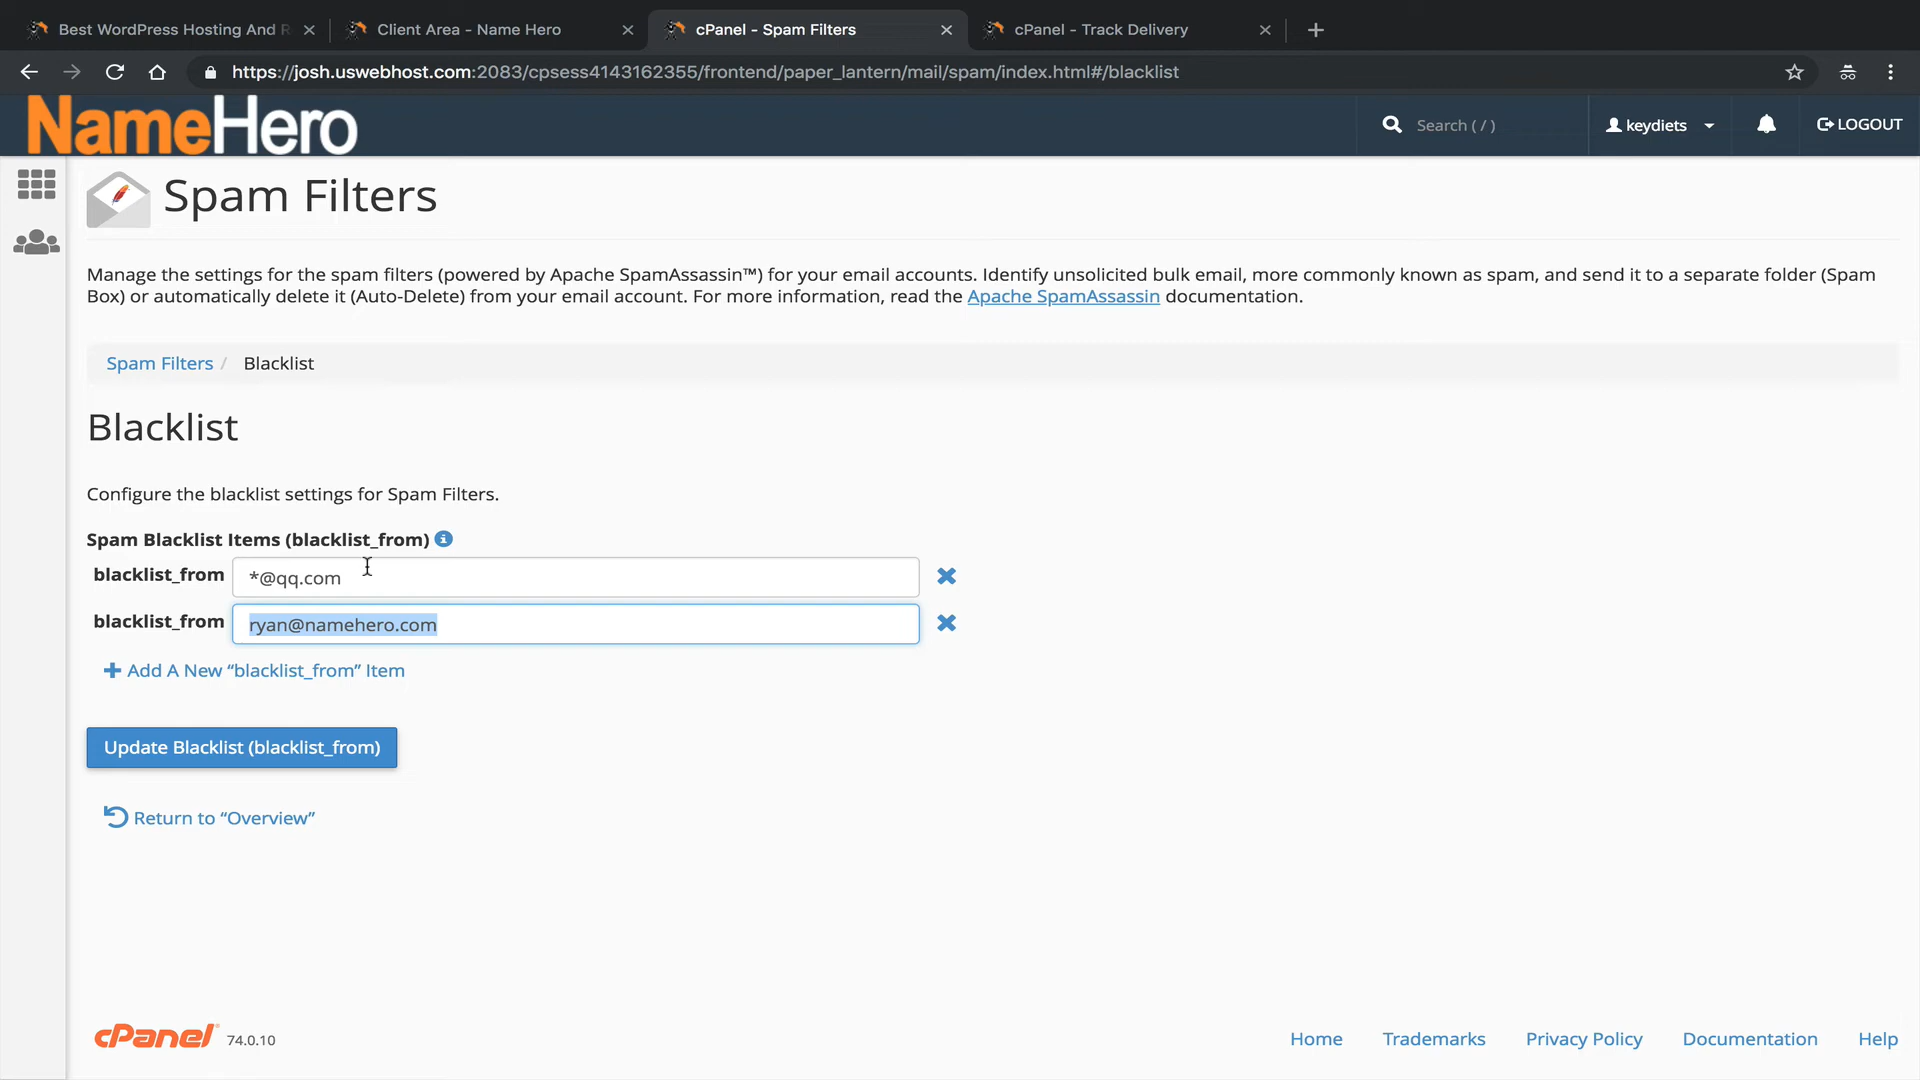 Best WordPress Hosting And R
Client Area - Name Hero
cPanel - Spam Filters
cPanel - Track Delivery
https://josh.uswebhost.com:2083/cpsess4143162355/frontend/paper_lantern/mail/spam/index.html#/blacklist
NameHero
Search ( / )
keydiets
LOGOUT
Spam Filters
Manage the settings for the spam filters (powered by Apache SpamAssassin™) for your email accounts. Identify unsolicited bulk email, more commonly known as spam, and send it to a separate folder (Spam
Box) or automatically delete it (Auto-Delete) from your email account. For more information, read the Apache SpamAssassin documentation.
Spam Filters / Blacklist
Blacklist
Configure the blacklist settings for Spam Filters.
Spam Blacklist Items (blacklist_from)
blacklist_from *@qq.com
blacklist_from ryan@namehero.com
Add A New “blacklist_from” Item
Update Blacklist (blacklist_from)
Return to “Overview”
cPanel 74.0.10
Home Trademarks Privacy Policy Documentation Help